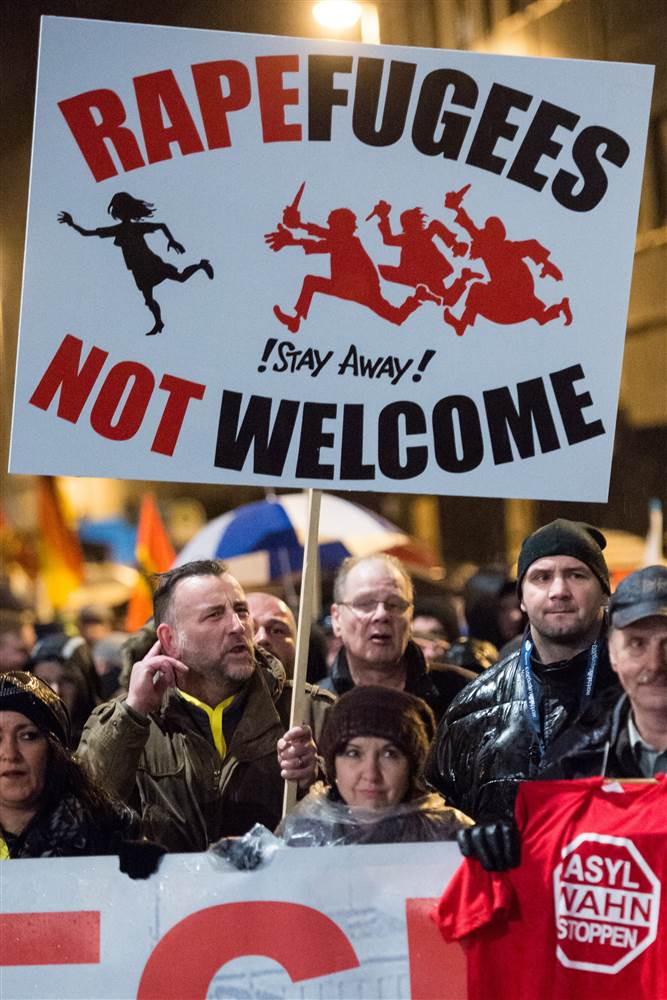 RAPEFUGEES
!STAY AWAY!
NOT WELCOME
ASYL
WAHN
STOPPEN